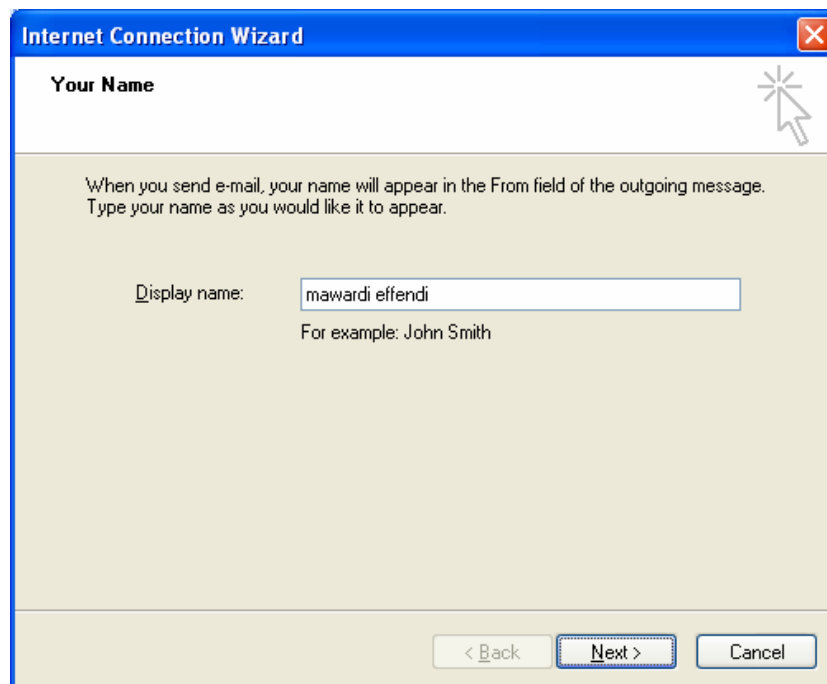 Internet Connection Wizard
Your Name
When you send e-mail, your name will appear in the From field of the outgoing message.
Type your name as you would like it to appear.
Display name: mawardi effendi
For example: John Smith
< Back Next > Cancel